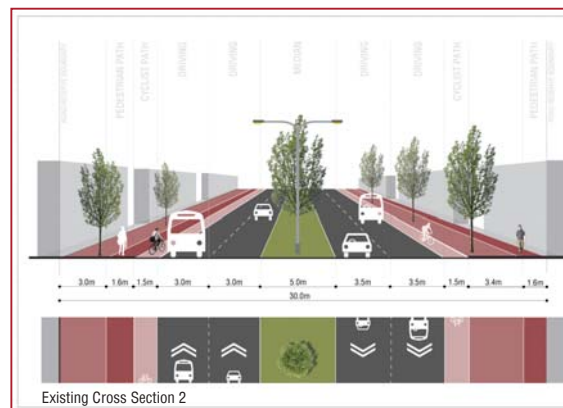 PEDESTRIAN PATH
CYCLIST PATH
DRIVING
DRIVING
MEDIAN
DRIVING
DRIVING
CYCLIST PATH
PEDESTRIAN PATH
3.0m 1.6m 1.5m 3.0m 3.0m 5.0m 3.5m 3.5m 1.5m 3.4m 1.6m
30.0m
Existing Cross Section 2